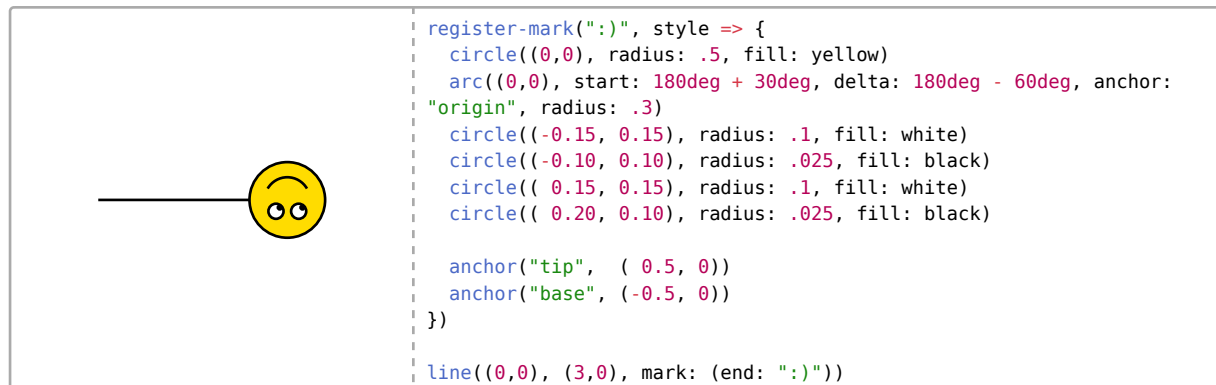 register-mark(":)", style => {
  circle((0,0), radius: .5, fill: yellow)
  arc((0,0), start: 180deg + 30deg, delta: 180deg - 60deg, anchor:
"origin", radius: .3)
  circle((-0.15, 0.15), radius: .1, fill: white)
  circle((-0.10, 0.10), radius: .025, fill: black)
  circle(( 0.15, 0.15), radius: .1, fill: white)
  circle(( 0.20, 0.10), radius: .025, fill: black)

  anchor("tip",  ( 0.5, 0))
  anchor("base", (-0.5, 0))
})

line((0,0), (3,0), mark: (end: ":)"))